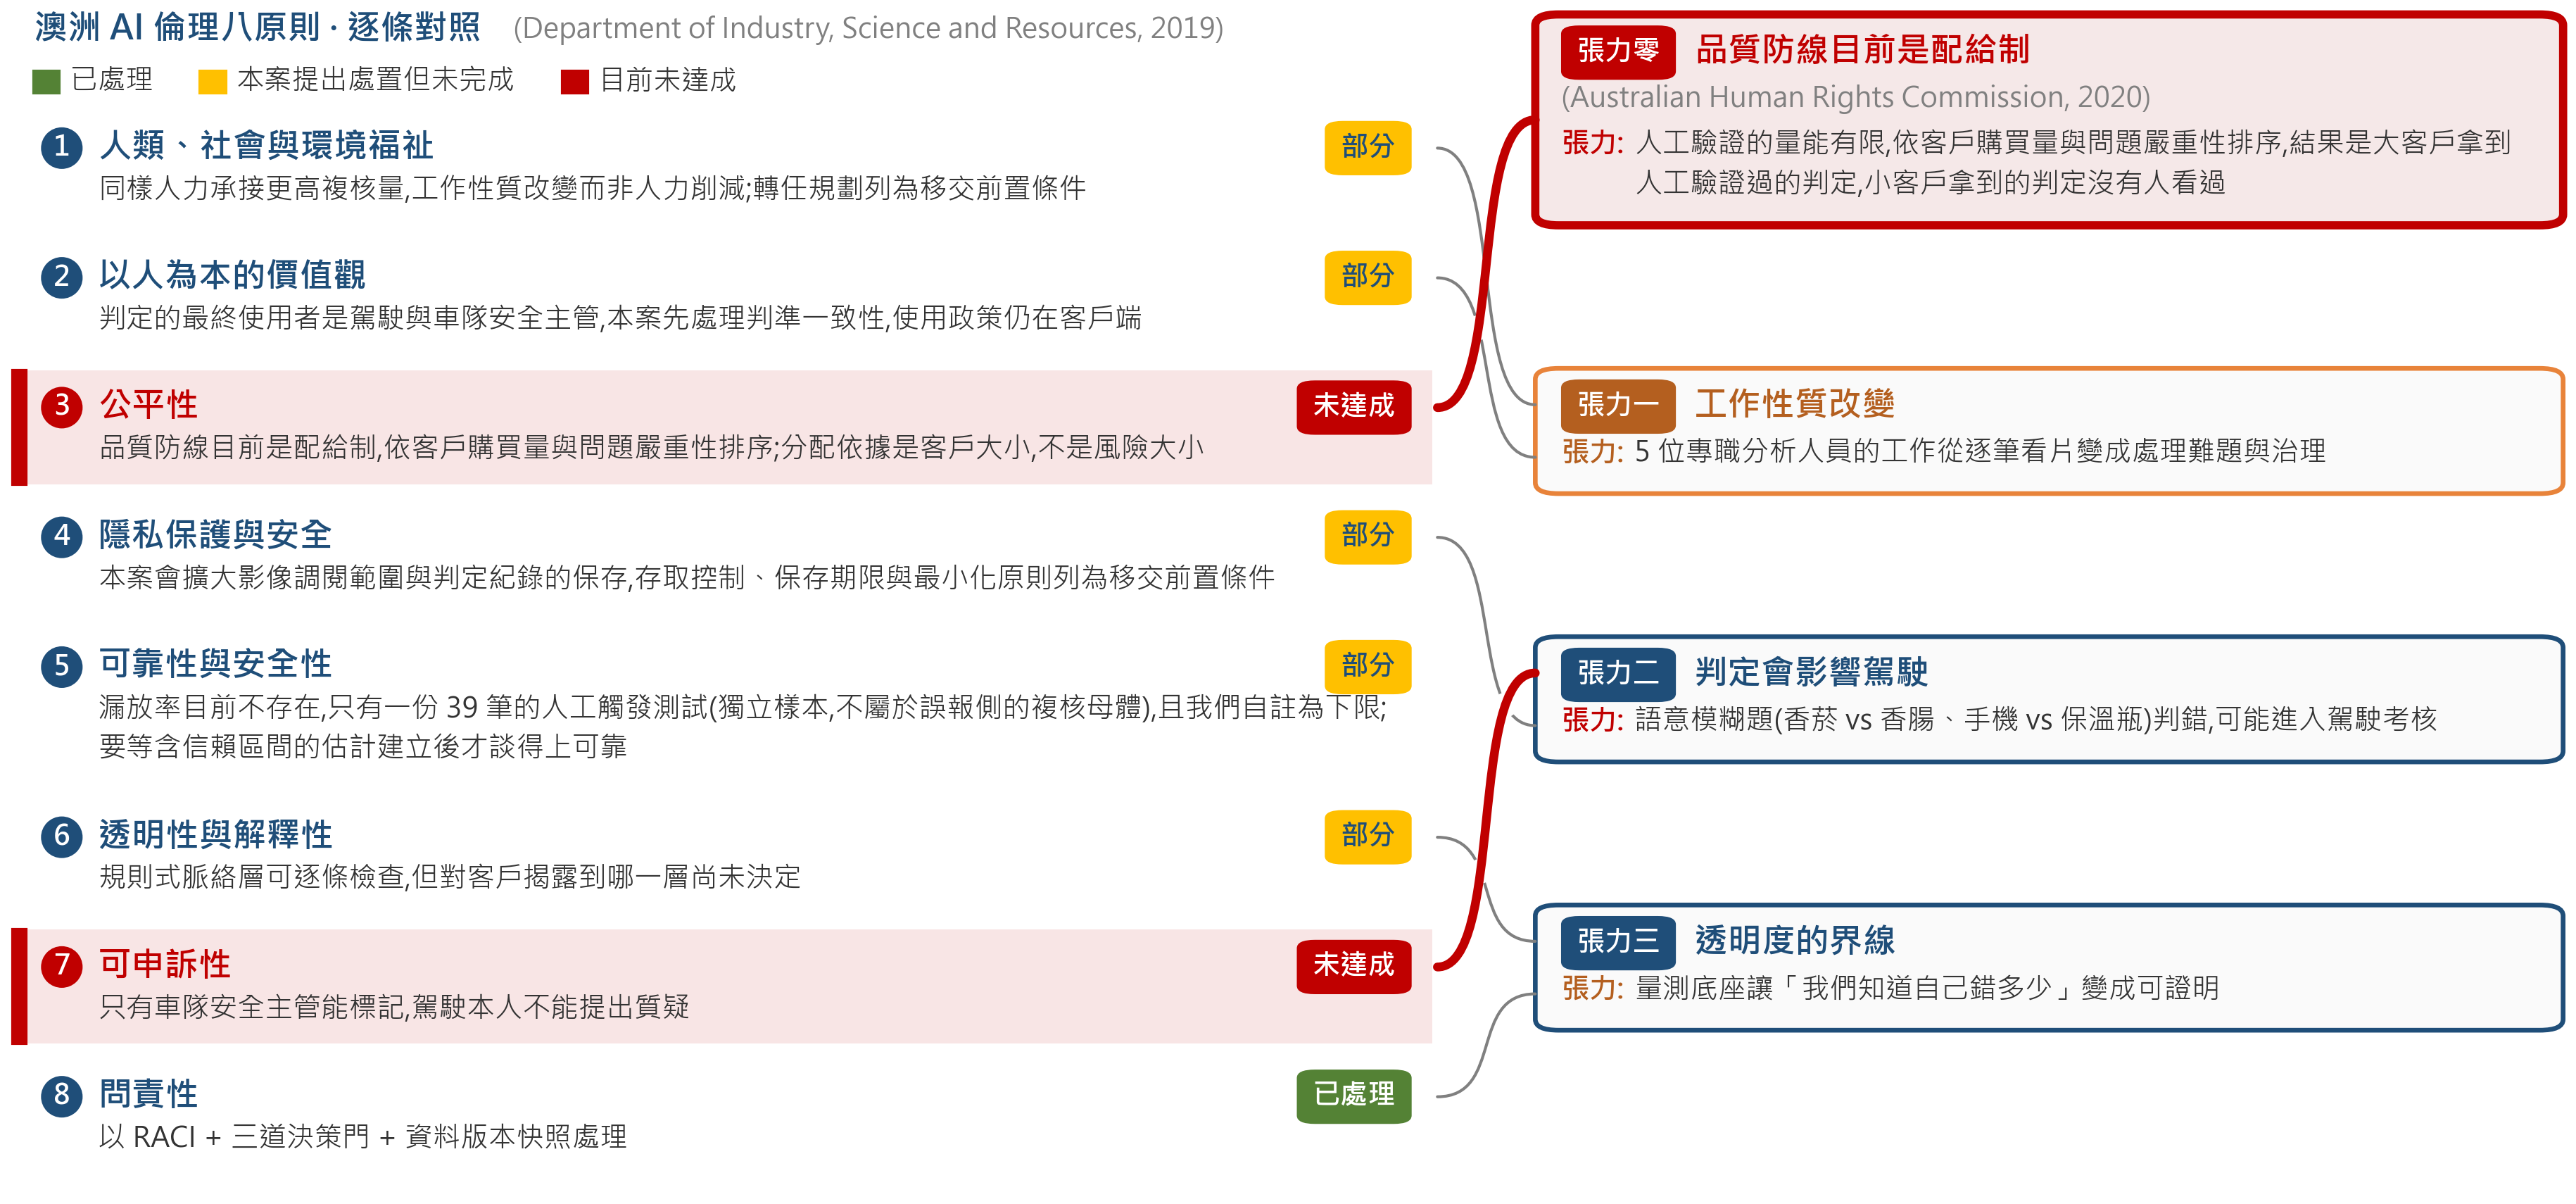 澳洲 AI 倫理八原則 · 逐條對照 (Department of Industry, Science and Resources, 2019)
已處理 本案提出處置但未完成 目前未達成
1 人類、社會與環境福祉 部分
同樣人力承接更高複核量,工作性質改變而非人力削減;轉任規劃列為移交前置條件
2 以人為本的價值觀 部分
判定的最終使用者是駕駛與車隊安全主管,本案先處理判準一致性,使用政策仍在客戶端
3 公平性 未達成
品質防線目前是配給制,依客戶購買量與問題嚴重性排序;分配依據是客戶大小,不是風險大小
4 隱私保護與安全 部分
本案會擴大影像調閱範圍與判定紀錄的保存,存取控制、保存期限與最小化原則列為移交前置條件
5 可靠性與安全性 部分
漏放率目前不存在,只有一份 39 筆的人工觸發測試(獨立樣本,不屬於誤報側的複核母體),且我們自註為下限;
要等含信賴區間的估計建立後才談得上可靠
6 透明性與解釋性 部分
規則式脈絡層可逐條檢查,但對客戶揭露到哪一層尚未決定
7 可申訴性 未達成
只有車隊安全主管能標記,駕駛本人不能提出質疑
8 問責性 已處理
以 RACI + 三道決策門 + 資料版本快照處理
張力零 品質防線目前是配給制
(Australian Human Rights Commission, 2020)
張力: 人工驗證的量能有限,依客戶購買量與問題嚴重性排序,結果是大客戶拿到
人工驗證過的判定,小客戶拿到的判定沒有人看過
張力一 工作性質改變
張力: 5 位專職分析人員的工作從逐筆看片變成處理難題與治理
張力二 判定會影響駕駛
張力: 語意模糊題(香菸 vs 香腸、手機 vs 保溫瓶)判錯,可能進入駕駛考核
張力三 透明度的界線
張力: 量測底座讓「我們知道自己錯多少」變成可證明